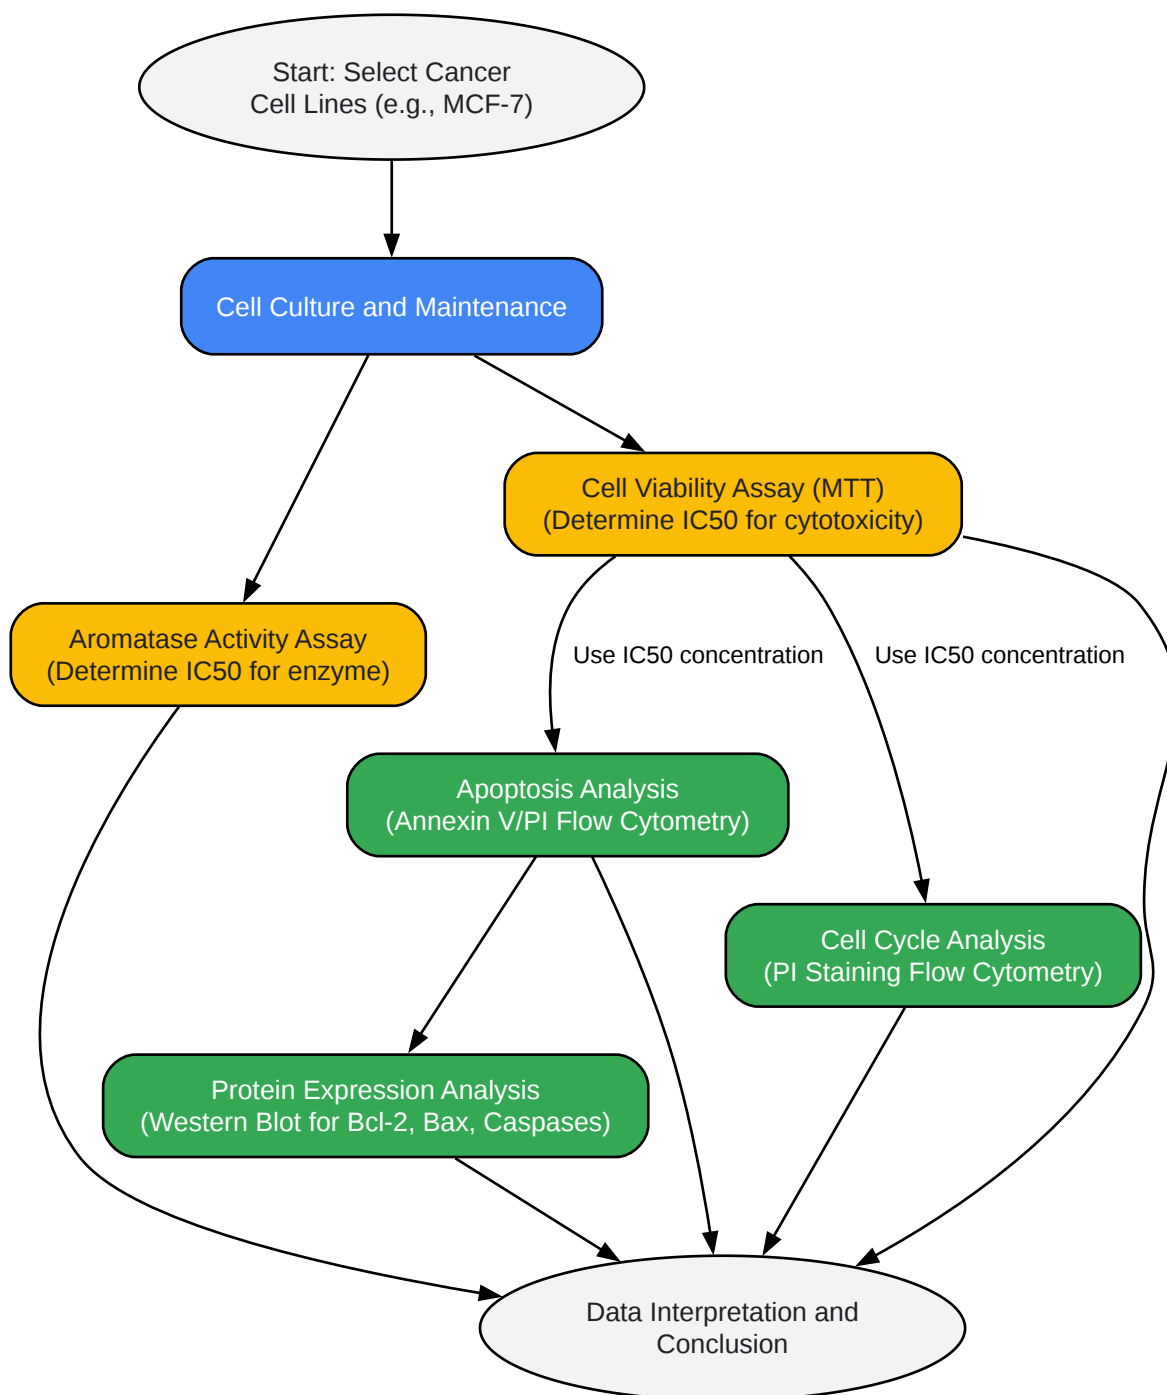 Start: Select Cancer
Cell Lines (e.g., MCF-7)
Cell Culture and Maintenance
Cell Viability Assay (MTT)
(Determine IC50 for cytotoxicity)
Aromatase Activity Assay
(Determine IC50 for enzyme)
Use IC50 concentration
Use IC50 concentration
Apoptosis Analysis
(Annexin V/PI Flow Cytometry)
Cell Cycle Analysis
(PI Staining Flow Cytometry)
Protein Expression Analysis
(Western Blot for Bcl-2, Bax, Caspases)
Data Interpretation and
Conclusion